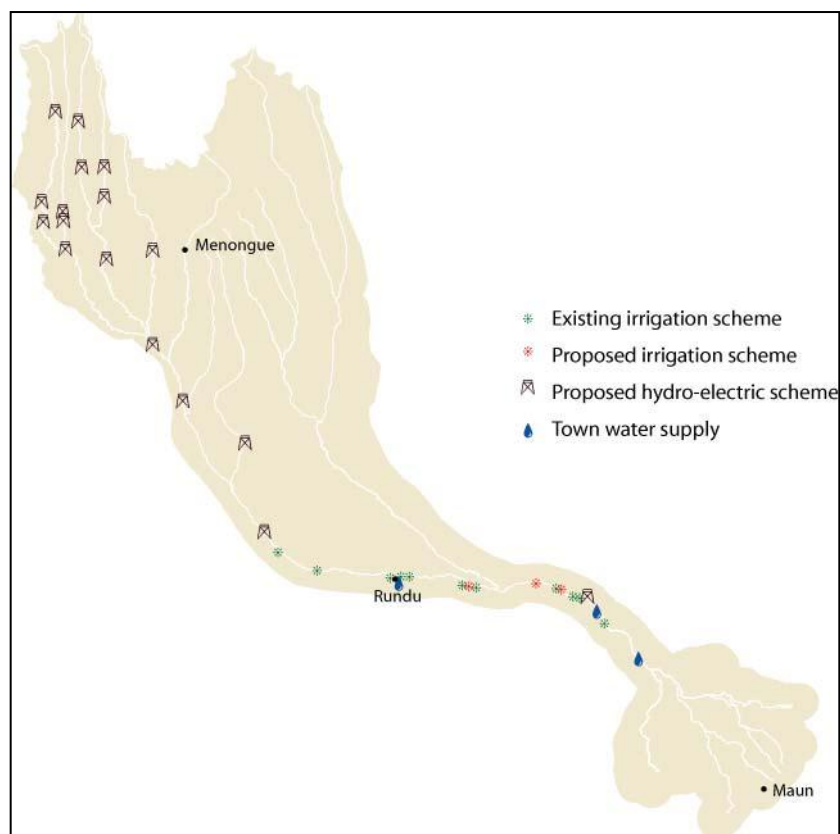 Menongue
Existing irrigation scheme
Proposed irrigation scheme
Proposed hydro-electric scheme
Town water supply
Rundu
Maun